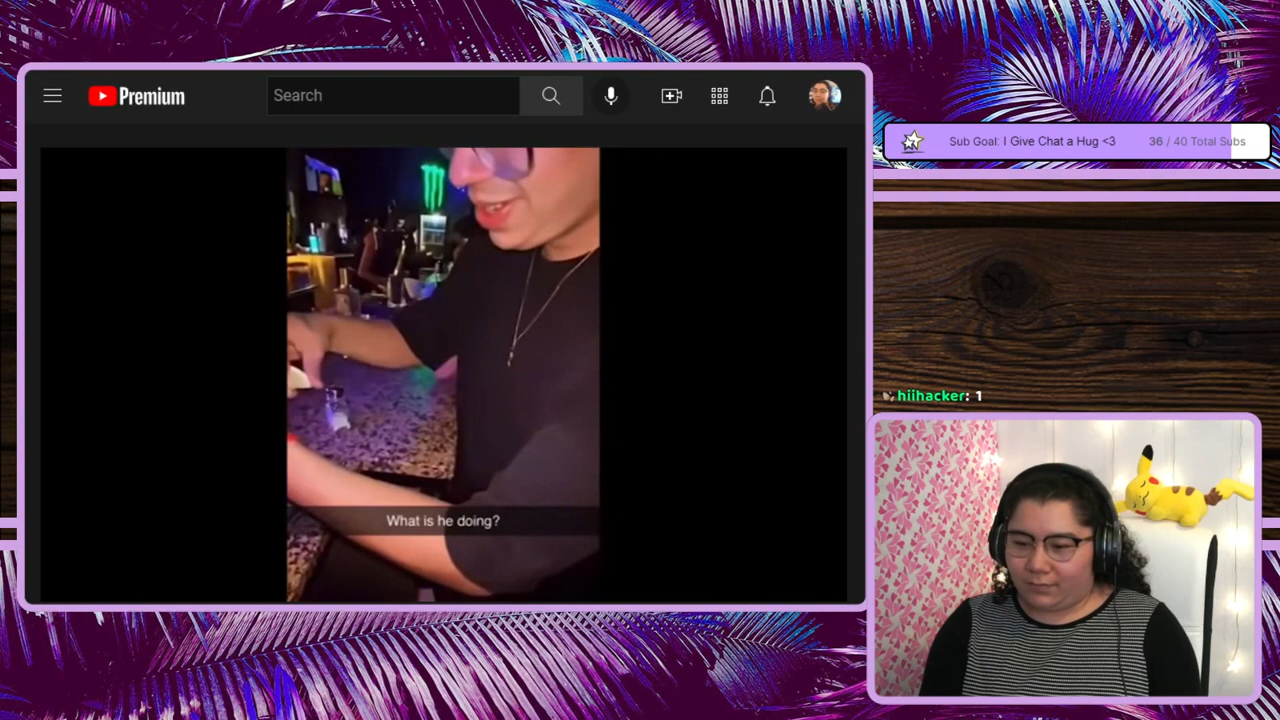 Premium
Search
Sub Goal: I Give Chat a Hug <3 36 / 40 Total Subs
hiihacker: 1
What is he doing?